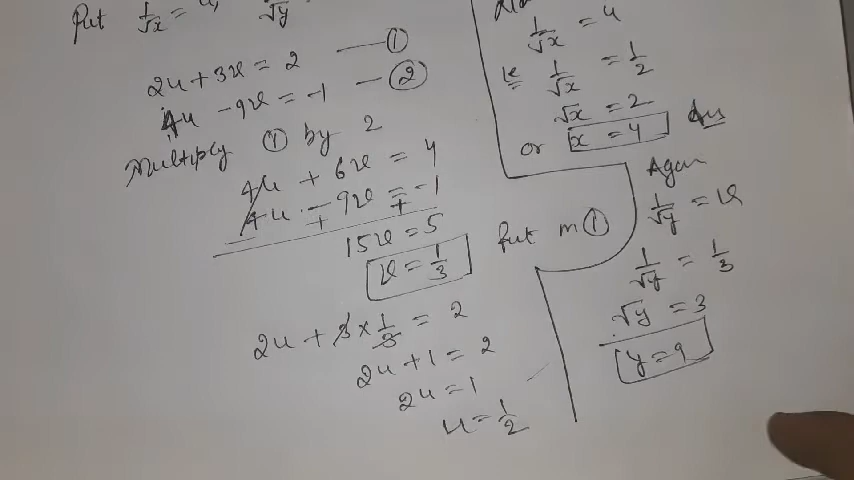 Put 1/√x = u, 1/√y =
2u + 3v = 2 —— ①
4u - 9v = -1 — ②
Multiply ① by 2
4u + 6v = 4
4u - 9v = -1
- + +
15v = 5
v = 1/3
Put in ①
2u + 3 × 1/3 = 2
2u + 1 = 2
2u = 1
u = 1/2
1/√x = u
1/√x = 1/2
√x = 2
or x = 4 Ans
Again
1/√y = v
1/√y = 1/3
√y = 3
y = 9